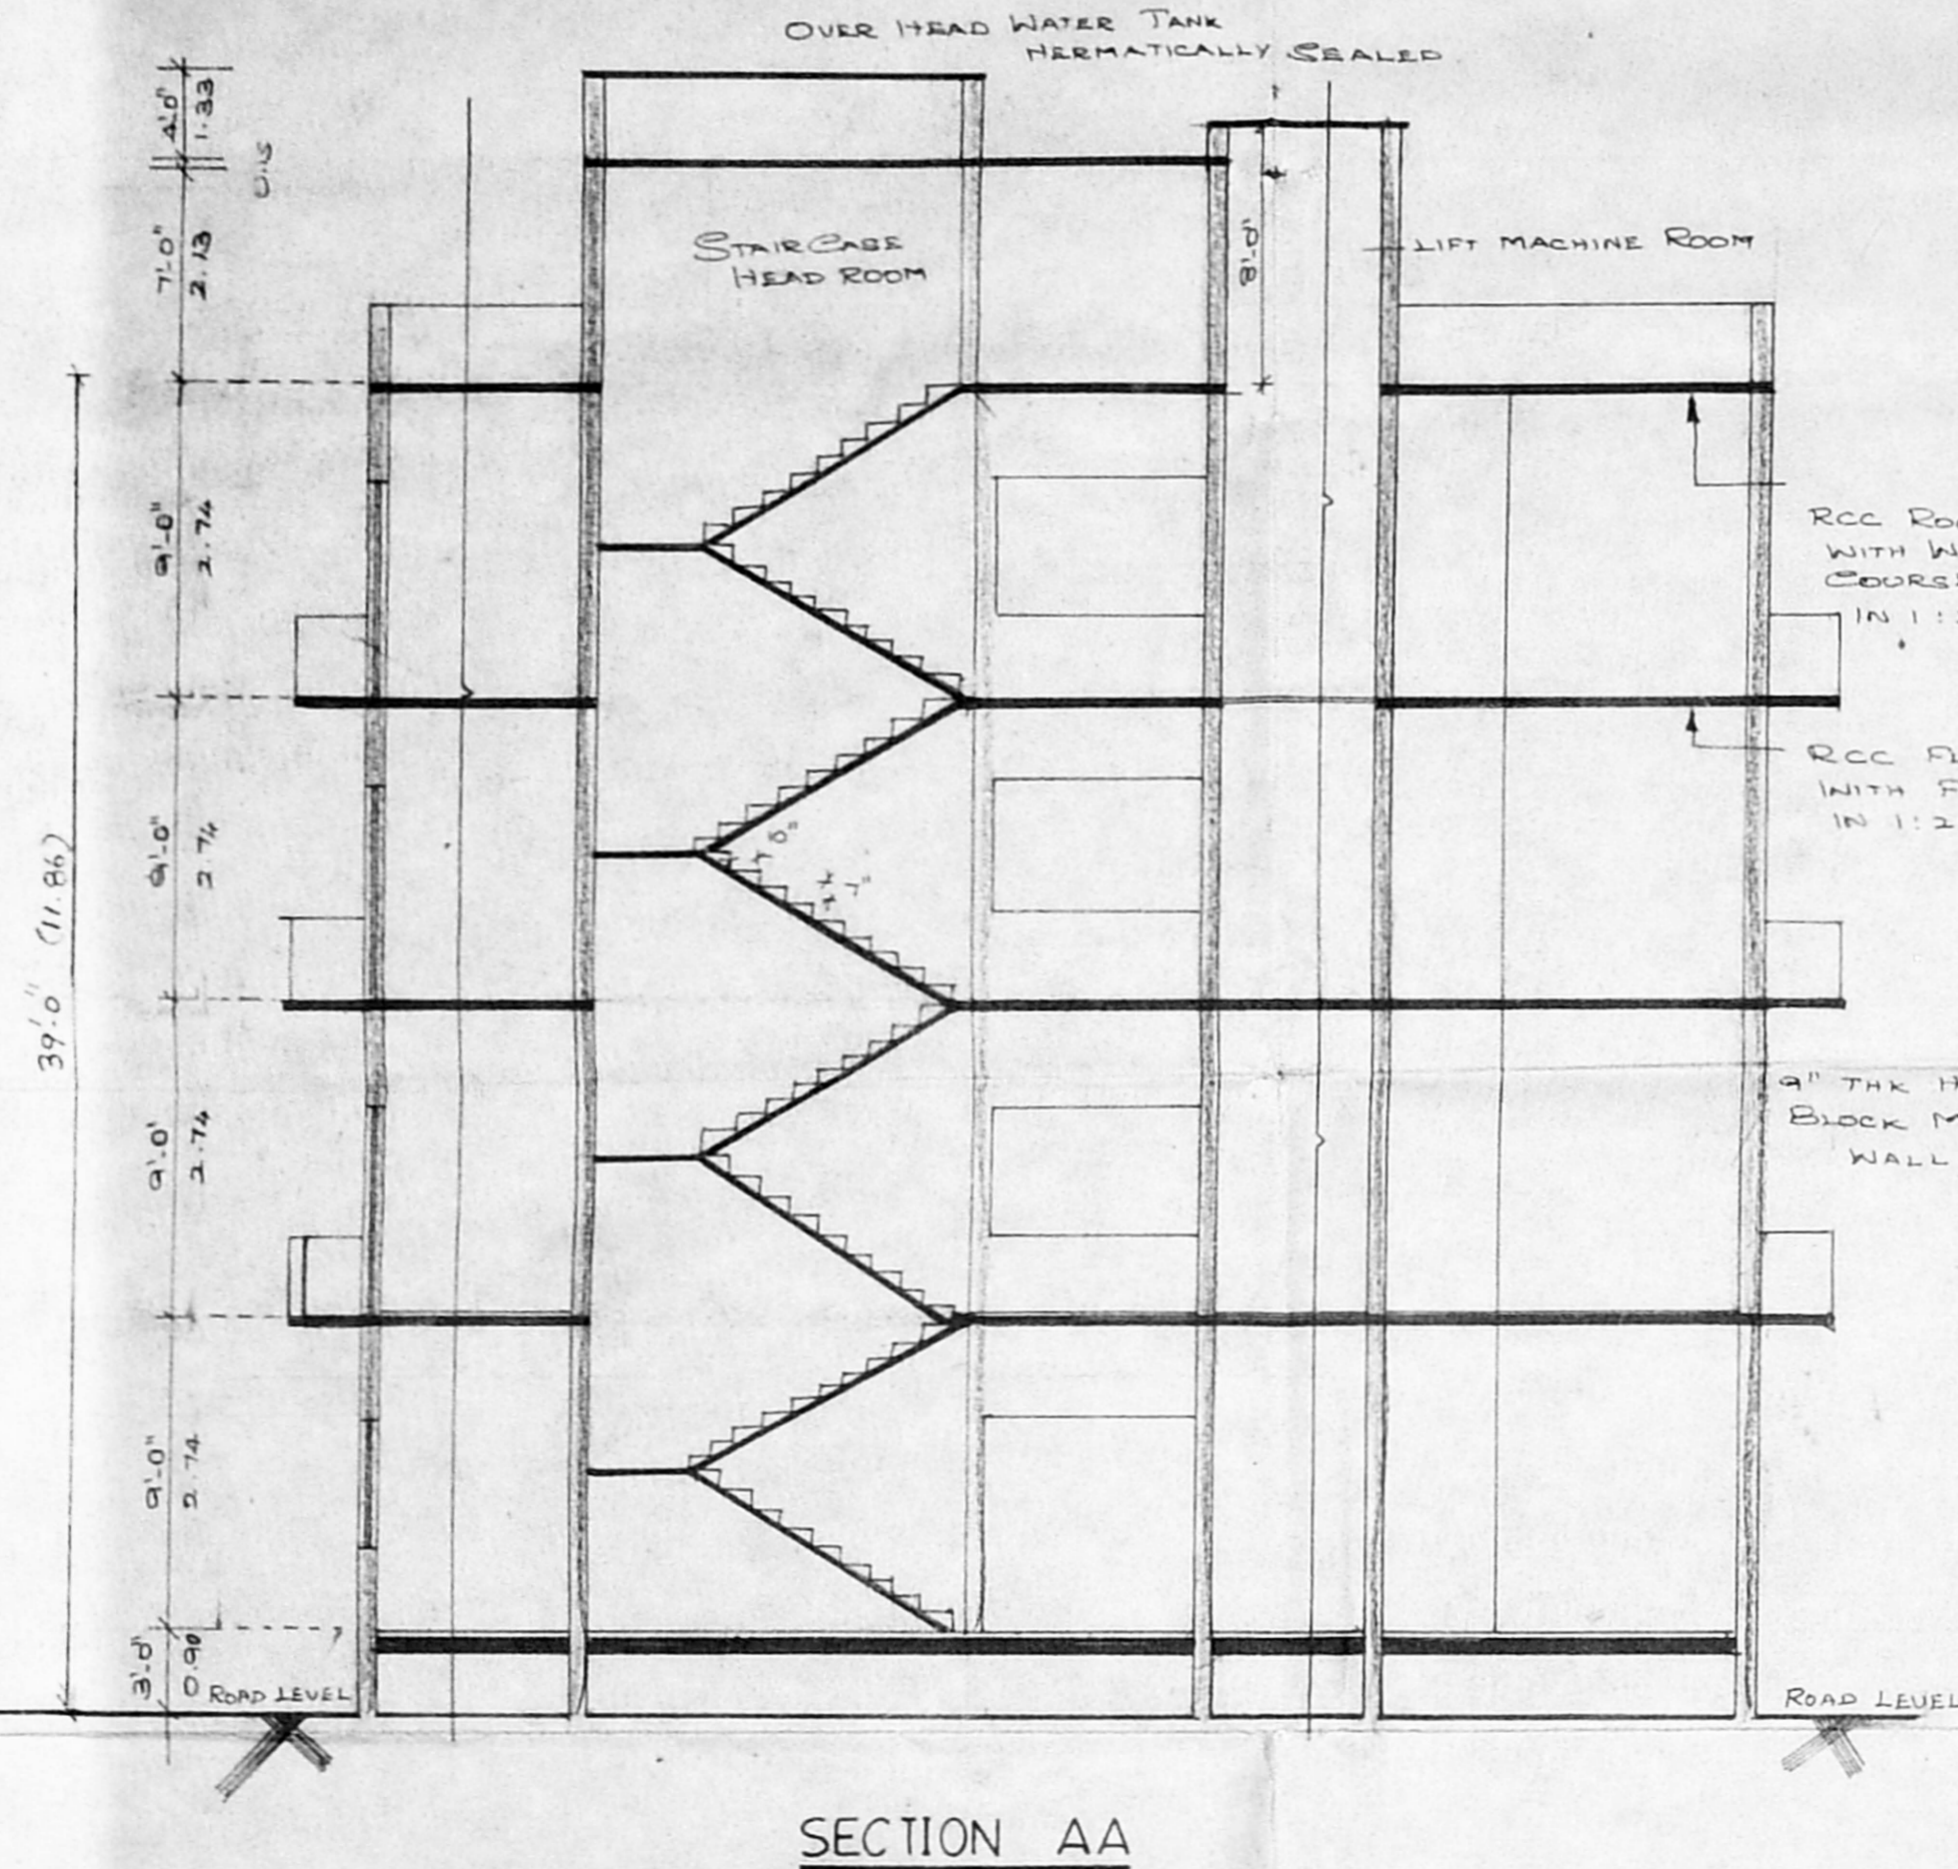 OVER HEAD WATER TANK
HERMATICALLY SEALED
4'-0"
1.33
0.15
7'-0"
2.13
STAIR CASE
HEAD ROOM
8'-0"
LIFT MACHINE ROOM
9'-0"
2.74
RCC
WITH
IN 1:
RCC
WITH
IN 1:2
39'-0" (11.86)
9'-0"
2.74
9" THK
BLOCK
WALL
9'-0"
2.74
9'-0"
2.74
3'-0"
0.90
ROAD LEVEL
ROAD LEVEL
SECTION AA